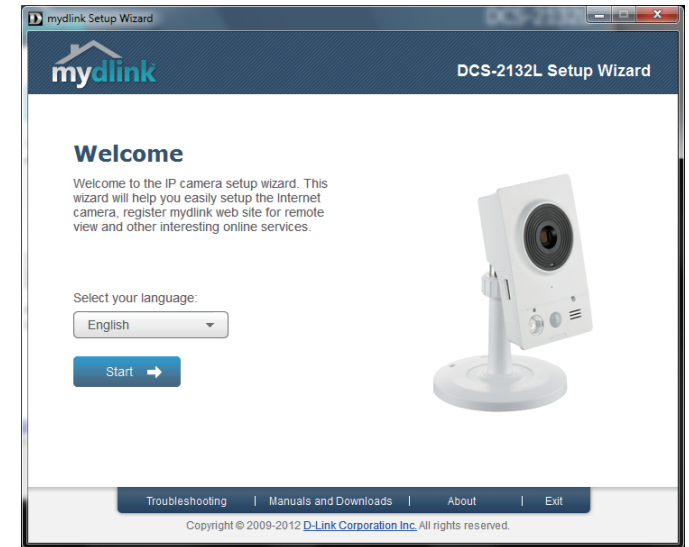 mydlink Setup Wizard
mydlink
DCS-2132L Setup Wizard
Welcome
Welcome to the IP camera setup wizard. This
wizard will help you easily setup the Internet
camera, register mydlink web site for remote
view and other interesting online services.
Select your language:
English
Start
Troubleshooting | Manuals and Downloads | About | Exit
Copyright © 2009-2012 D-Link Corporation Inc. All rights reserved.